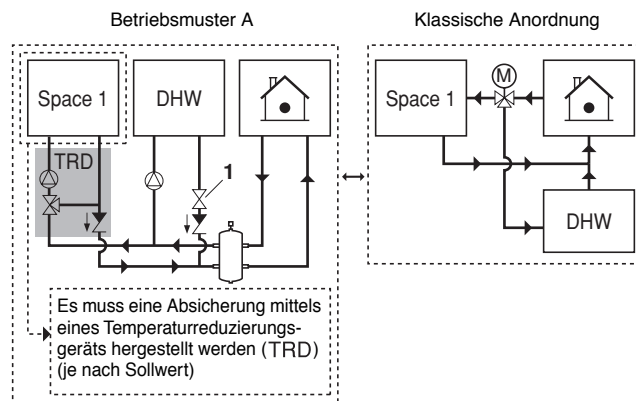 Betriebsmuster A
Klassische Anordnung
Space 1
DHW
TRD
1
M
Space 1
DHW
Es muss eine Absicherung mittels
eines Temperaturreduzierungs-
geräts hergestellt werden (TRD)
(je nach Sollwert)